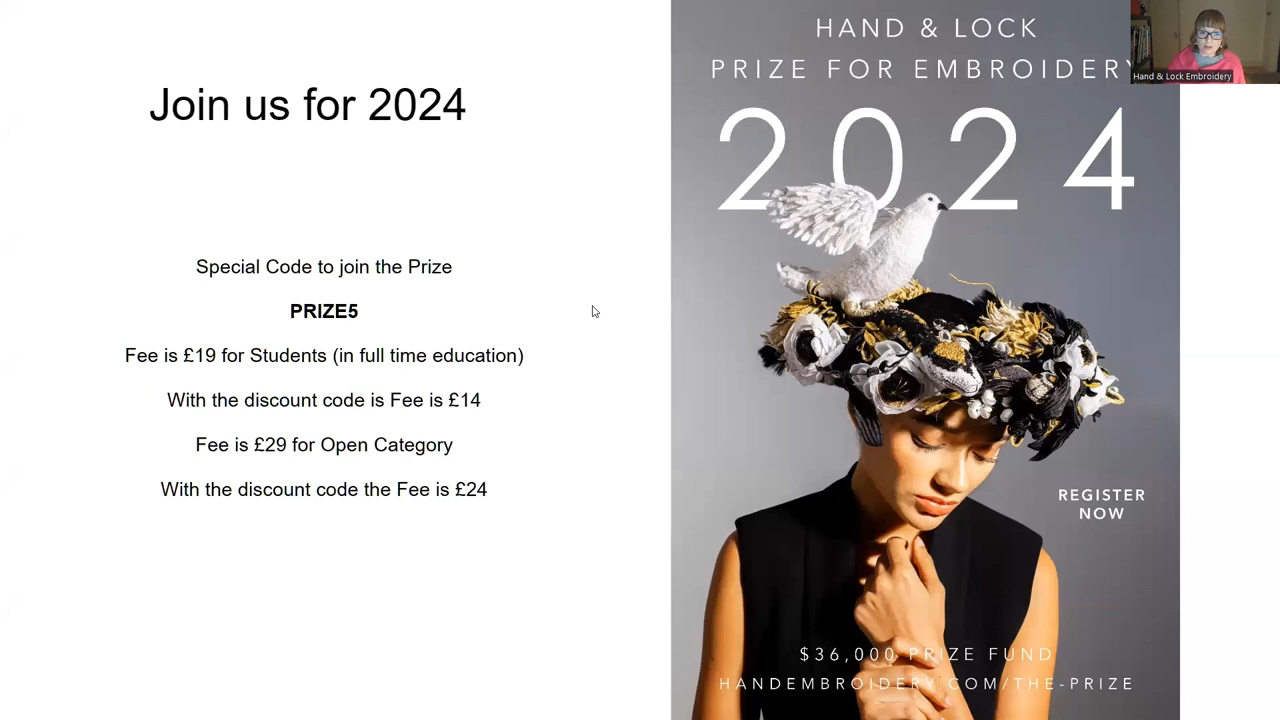 Join us for 2024
Special Code to join the Prize
PRIZE5
Fee is £19 for Students (in full time education)
With the discount code is Fee is £14
Fee is £29 for Open Category
With the discount code the Fee is £24
HAND & LOCK
PRIZE FOR EMBROIDERY
2024
REGISTER
NOW
$36,000 PRIZE FUND
HANDEMBROIDERY.COM/THE-PRIZE
Hand & Lock Embroidery